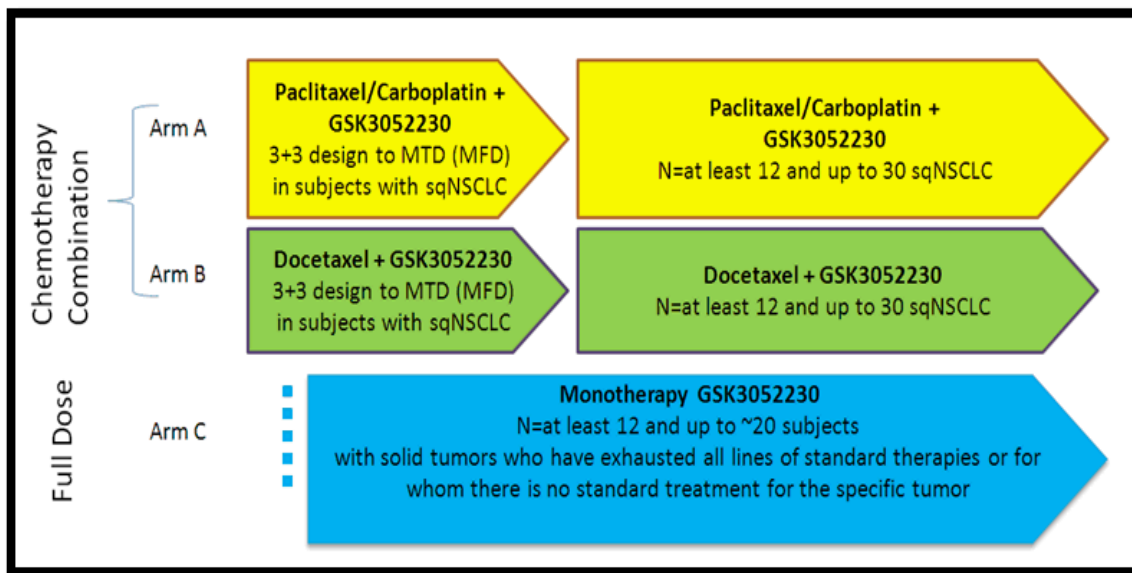 Chemotherapy
Combination
Arm A
Paclitaxel/Carboplatin +
GSK3052230
3+3 design to MTD (MFD)
in subjects with sqNSCLC
Paclitaxel/Carboplatin +
GSK3052230
N=at least 12 and up to 30 sqNSCLC
Arm B
Docetaxel + GSK3052230
3+3 design to MTD (MFD)
in subjects with sqNSCLC
Docetaxel + GSK3052230
N=at least 12 and up to 30 sqNSCLC
Full Dose
Arm C
Monotherapy GSK3052230
N=at least 12 and up to ~20 subjects
with solid tumors who have exhausted all lines of standard therapies or for
whom there is no standard treatment for the specific tumor